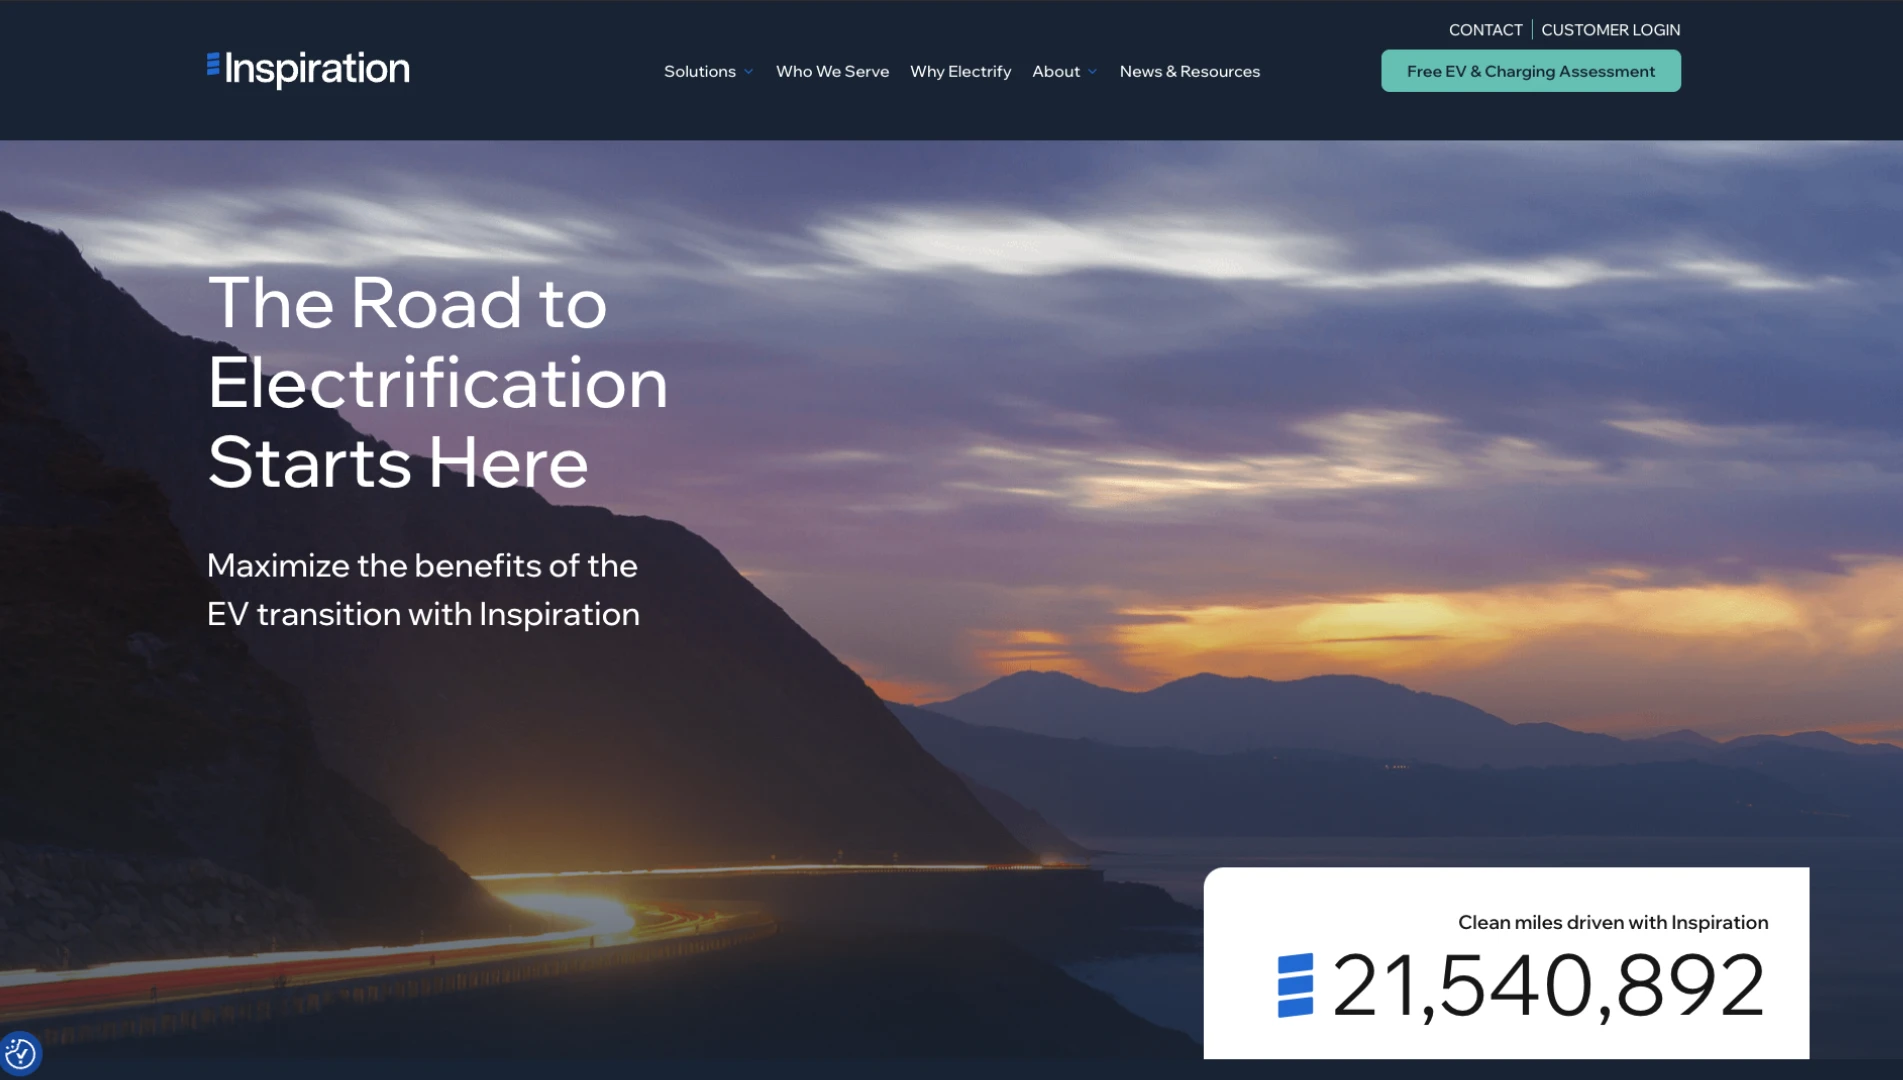 CONTACT
CUSTOMER LOGIN
Inspiration
Solutions
Who We Serve
Why Electrify
About
News & Resources
Free EV & Charging Assessment
The Road to
Electrification
Starts Here
Maximize the benefits of the
EV transition with Inspiration
Clean miles driven with Inspiration
21,540,892